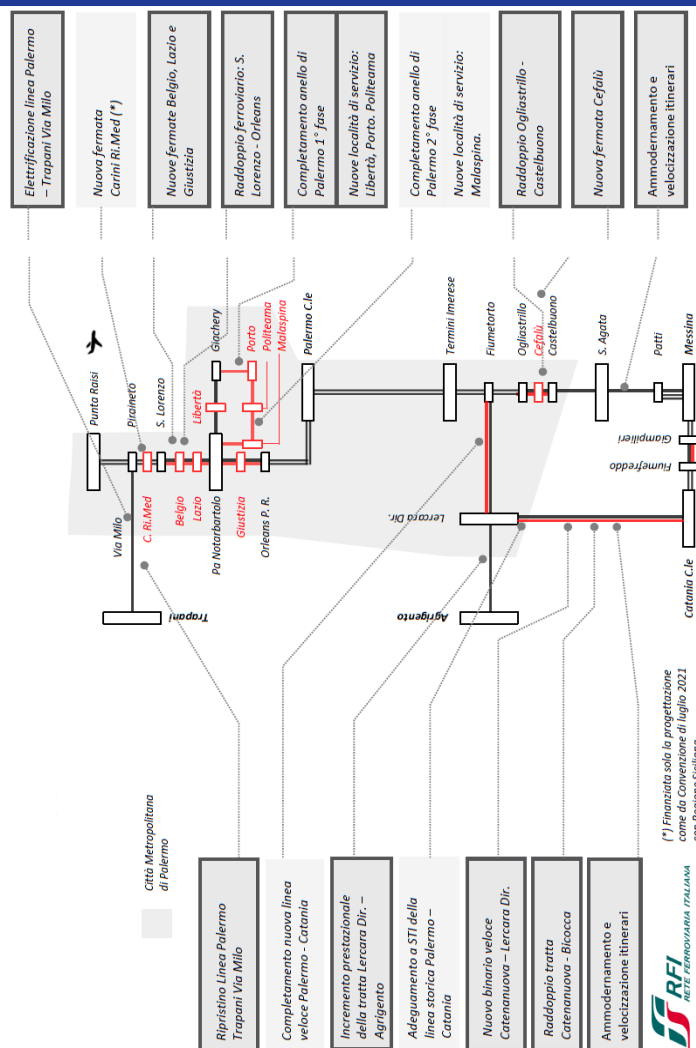 Elettrificazione linea Palermo
– Trapani Via Milo
Nuova fermata
Carini Ri.Med (*)
Nuove fermate Belgio, Lazio e
Giustizia
Raddoppio ferroviario: S.
Lorenzo - Orleans
Completamento anello di
Palermo 1° fase
Nuove località di servizio:
Libertà, Porto. Politeama
Completamento anello di
Palermo 2° fase
Nuove località di servizio:
Malaspina.
Raddoppio Ogliastrillo -
Castelbuono
Nuova fermata Cefalù
Ammodernamento e
velocizzazione itinerari
Punta Raisi
Piraineto
S. Lorenzo
Libertà
Giachery
Porto
Politeama
Malaspina
Palermo C.le
Termini Imerese
Fiumetorto
Ogliastrillo
Cefalù
Castelbuono
S. Agata
Patti
Messina
Giampilieri
Fiumefreddo
Via Milo
C. Ri.Med
Belgio
Lazio
Pa Notarbartolo
Giustizia
Orleans P. R.
Lercara Dir.
Catania C.le
Trapani
Agrigento
Città Metropolitana
di Palermo
Ripristino Linea Palermo
Trapani Via Milo
Completamento nuova linea
veloce Palermo - Catania
Incremento prestazionale
della tratta Lercara Dir. –
Agrigento
Adeguamento a STI della
linea storica Palermo –
Catania
Nuovo binario veloce
Catenanuova – Lercara Dir.
Raddoppio tratta
Catenanuova - Bicocca
Ammodernamento e
velocizzazione itinerari
(*) Finanziata sola la progettazione
come da Convenzione di luglio 2021
con Regione Siciliana
RFI
RETE FERROVIARIA ITALIANA